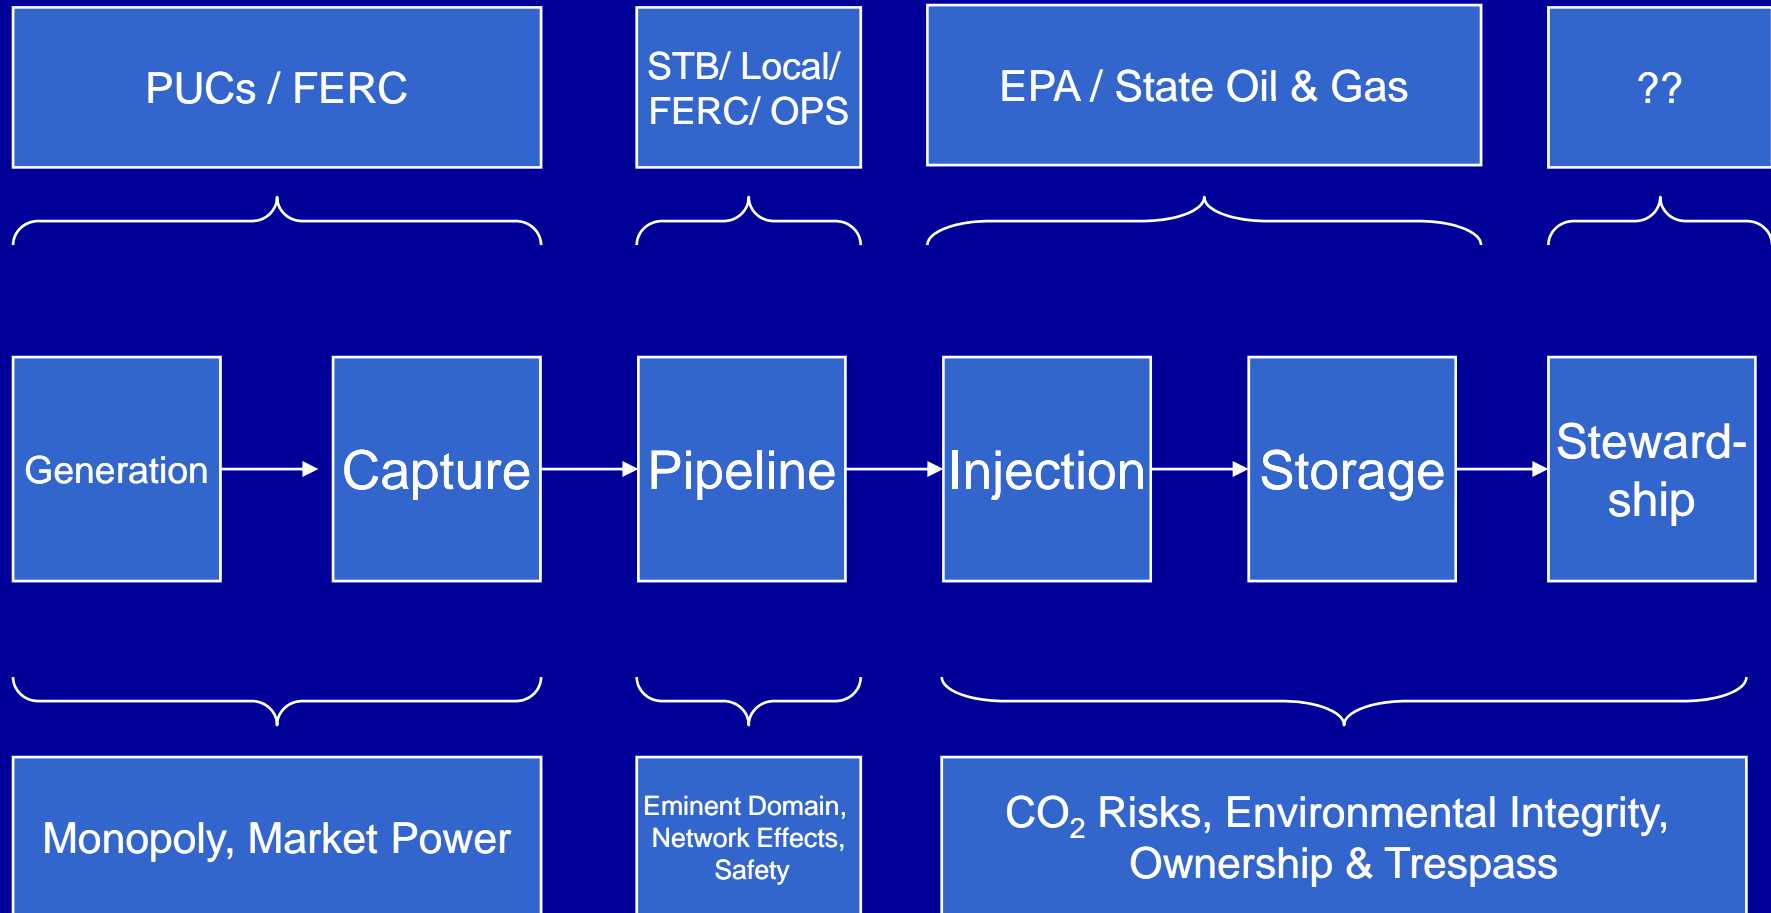 PUCs / FERC
STB/ Local/
FERC/ OPS
EPA / State Oil & Gas
??
Generation
Capture
Pipeline
Injection
Storage
Steward-
ship
Monopoly, Market Power
Eminent Domain,
Network Effects,
Safety
CO₂ Risks, Environmental Integrity,
Ownership & Trespass